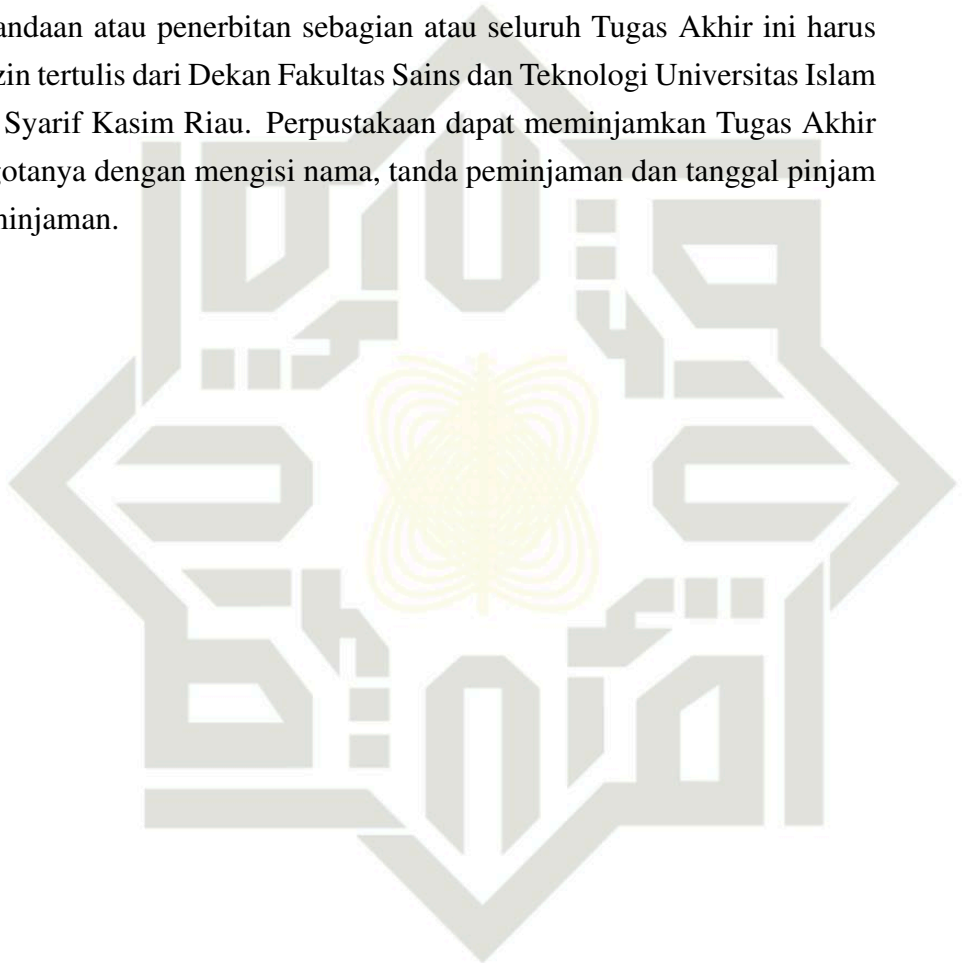 andaan atau penerbitan sebagian atau seluruh Tugas Akhir ini harus
zin tertulis dari Dekan Fakultas Sains dan Teknologi Universitas Islam
Syarif Kasim Riau. Perpustakaan dapat meminjamkan Tugas Akhir
gotanya dengan mengisi nama, tanda peminjaman dan tanggal pinjam
ninjaman.